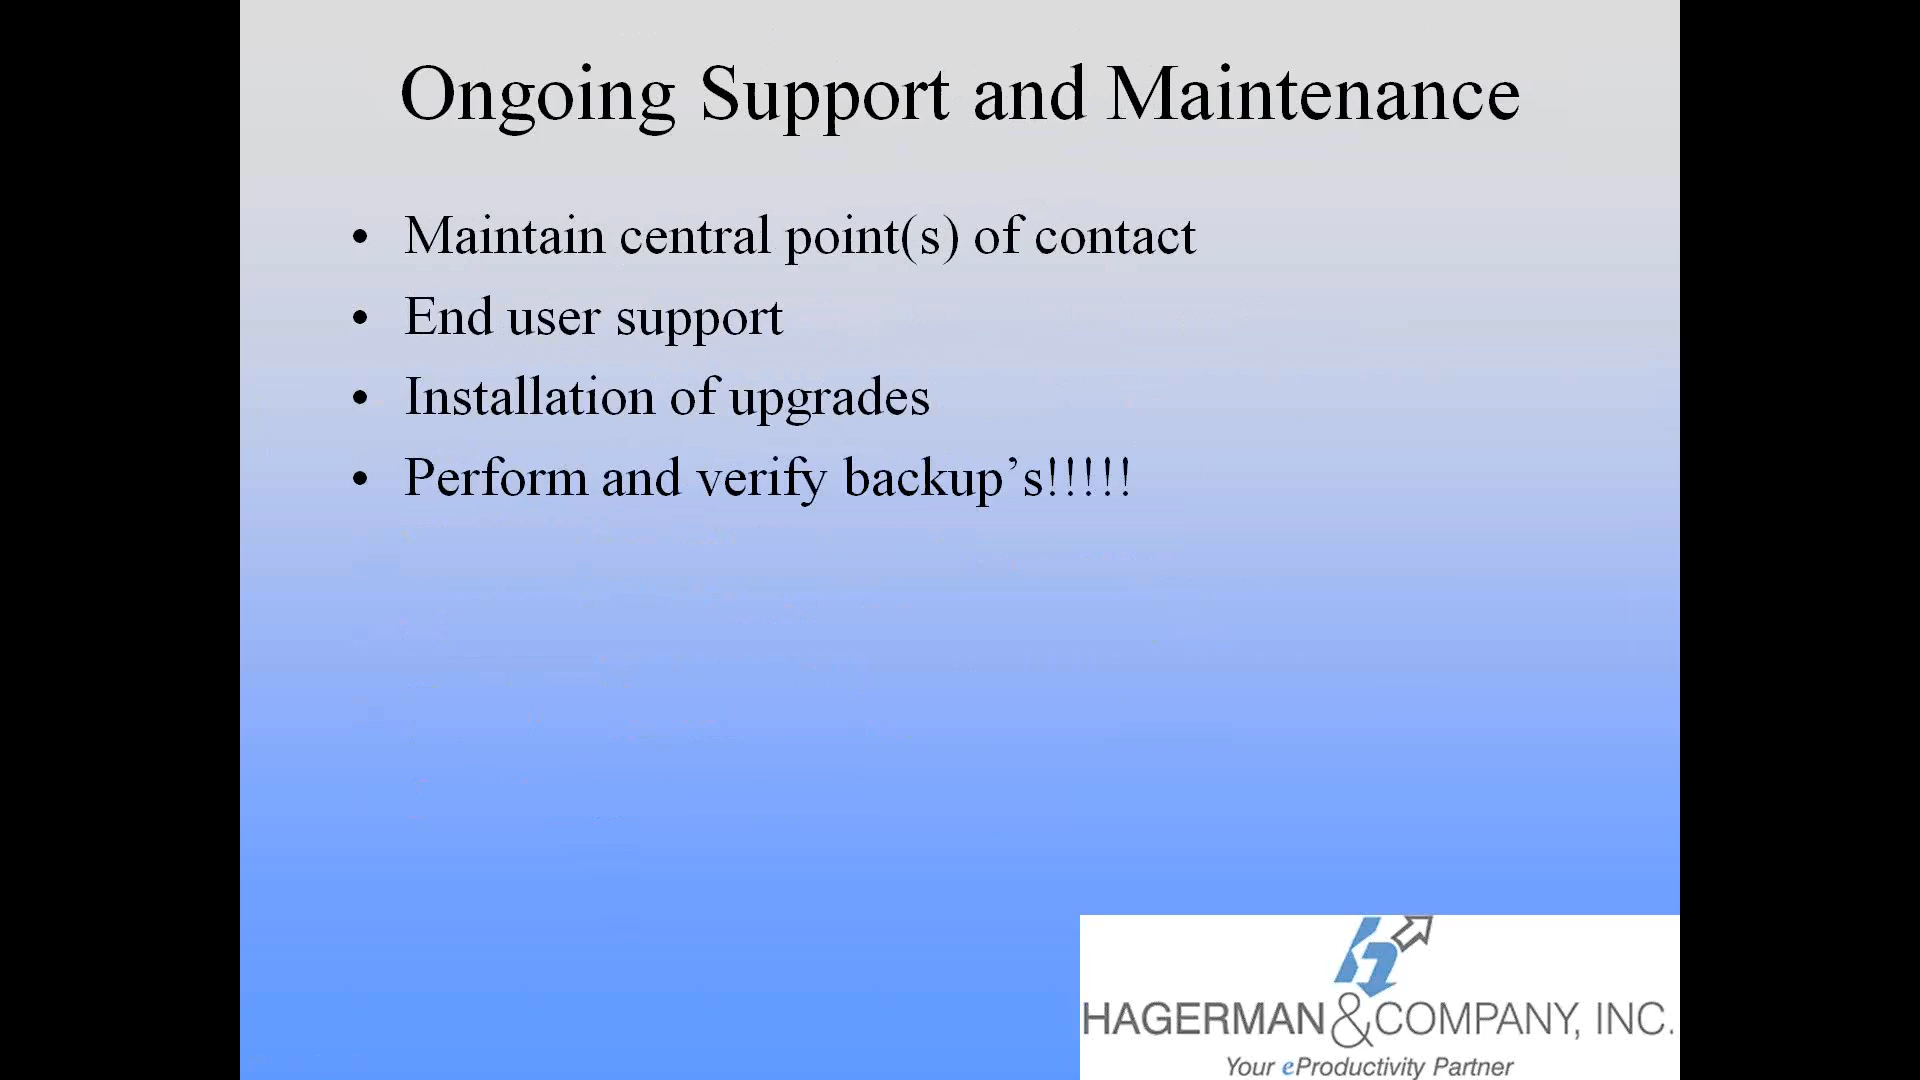 Ongoing Support and Maintenance
• Maintain central point(s) of contact
• End user support
• Installation of upgrades
• Perform and verify backup’s!!!!!
HAGERMAN & COMPANY, INC.
Your eProductivity Partner